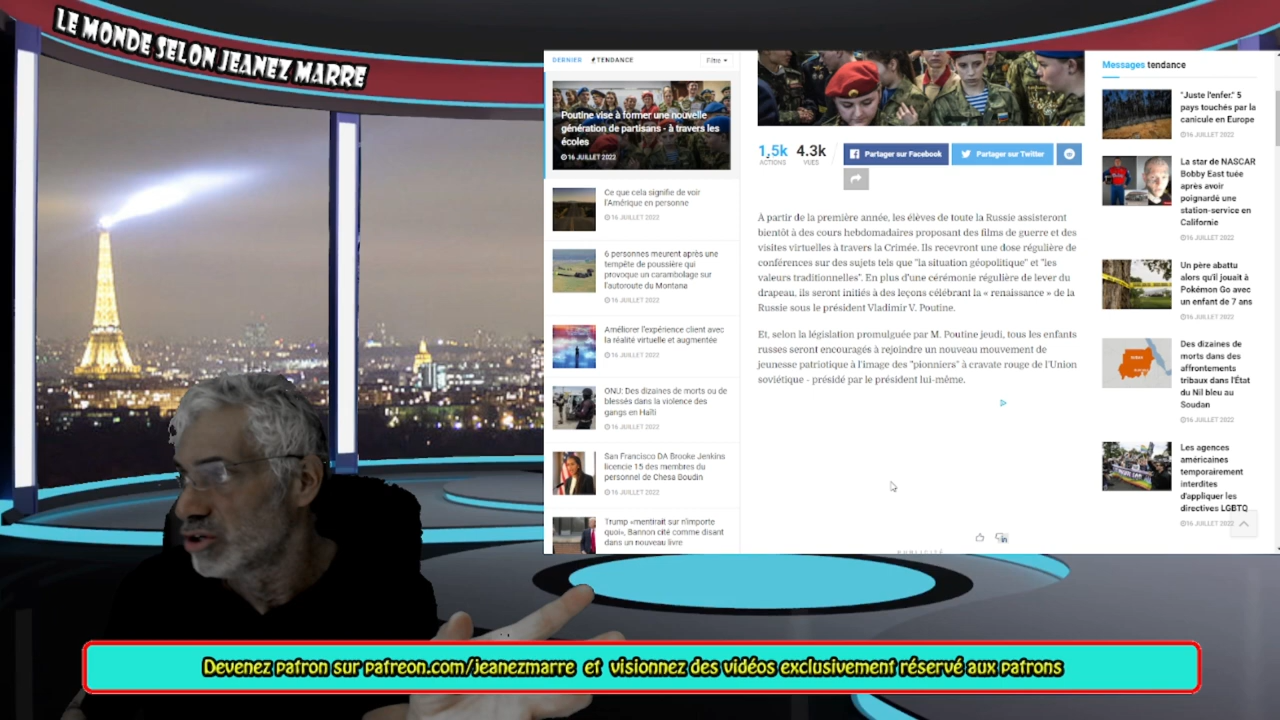 LE MONDE SELON JEANEZ MARRE
DERNIER TENDANCE Filtre
Poutine vise à former une nouvelle
génération de partisans - à travers les
écoles
16 JUILLET 2022
Ce que cela signifie de voir
l'Amérique en personne
16 JUILLET 2022
6 personnes meurent après une
tempête de poussière qui
provoque un carambolage sur
l'autoroute du Montana
16 JUILLET 2022
Améliorer l'expérience client avec
la réalité virtuelle et augmentée
16 JUILLET 2022
ONU: Des dizaines de morts ou de
blessés dans la violence des
gangs en Haïti
16 JUILLET 2022
San Francisco DA Brooke Jenkins
licencie 15 des membres du
personnel de Chesa Boudin
16 JUILLET 2022
Trump «mentirait sur n'importe
quoi», Bannon cité comme disant
dans un nouveau livre
1,5k 4.3k
ACTIONS VUES
Partager sur Facebook
Partager sur Twitter
À partir de la première année, les élèves de toute la Russie assisteront
bientôt à des cours hebdomadaires proposant des films de guerre et des
visites virtuelles à travers la Crimée. Ils recevront une dose régulière de
conférences sur des sujets tels que "la situation géopolitique" et "les
valeurs traditionnelles". En plus d'une cérémonie régulière de lever du
drapeau, ils seront initiés à des leçons célébrant la « renaissance » de la
Russie sous le président Vladimir V. Poutine.
Et, selon la législation promulguée par M. Poutine jeudi, tous les enfants
russes seront encouragés à rejoindre un nouveau mouvement de
jeunesse patriotique à l'image des "pionniers" à cravate rouge de l'Union
soviétique - présidé par le président lui-même.
PUBLICITÉ
Messages tendance
"Juste l'enfer." 5
pays touchés par la
canicule en Europe
16 JUILLET 2022
La star de NASCAR
Bobby East tuée
après avoir
poignardé une
station-service en
Californie
16 JUILLET 2022
Un père abattu
alors qu'il jouait à
Pokémon Go avec
un enfant de 7 ans
16 JUILLET 2022
Des dizaines de
morts dans des
affrontements
tribaux dans l'État
du Nil bleu au
Soudan
16 JUILLET 2022
Les agences
américaines
temporairement
interdites
d'appliquer les
directives LGBTQ
16 JUILLET 2022
Devenez patron sur patreon.com/jeanezmarre et visionnez des vidéos exclusivement réservé aux patrons